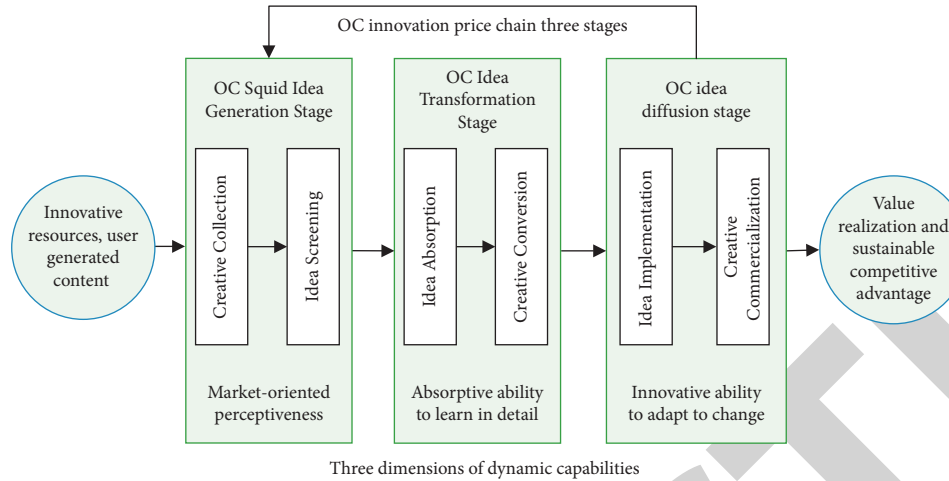 OC innovation price chain three stages
OC Squid Idea
Generation Stage
OC Idea
Transformation
Stage
OC idea
diffusion stage
Innovative
resources, user
generated
content
Creative Collection
Idea Screening
Idea Absorption
Creative Conversion
Idea Implementation
Creative
Commercialization
Value
realization and
sustainable
competitive
advantage
Market-oriented
perceptiveness
Absorptive ability
to learn in detail
Innovative ability
to adapt to change
Three dimensions of dynamic capabilities